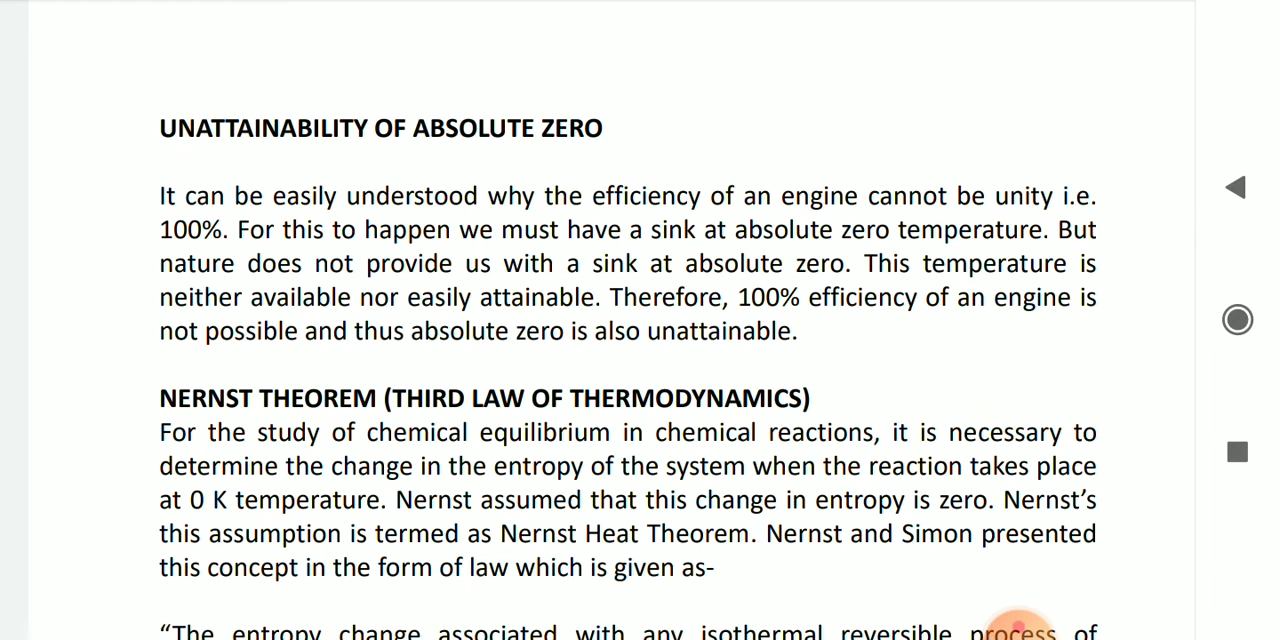 UNATTAINABILITY OF ABSOLUTE ZERO
It can be easily understood why the efficiency of an engine cannot be unity i.e.
100%. For this to happen we must have a sink at absolute zero temperature. But
nature does not provide us with a sink at absolute zero. This temperature is
neither available nor easily attainable. Therefore, 100% efficiency of an engine is
not possible and thus absolute zero is also unattainable.
NERNST THEOREM (THIRD LAW OF THERMODYNAMICS)
For the study of chemical equilibrium in chemical reactions, it is necessary to
determine the change in the entropy of the system when the reaction takes place
at 0 K temperature. Nernst assumed that this change in entropy is zero. Nernst’s
this assumption is termed as Nernst Heat Theorem. Nernst and Simon presented
this concept in the form of law which is given as-
“The entropy change associated with any isothermal reversible process of